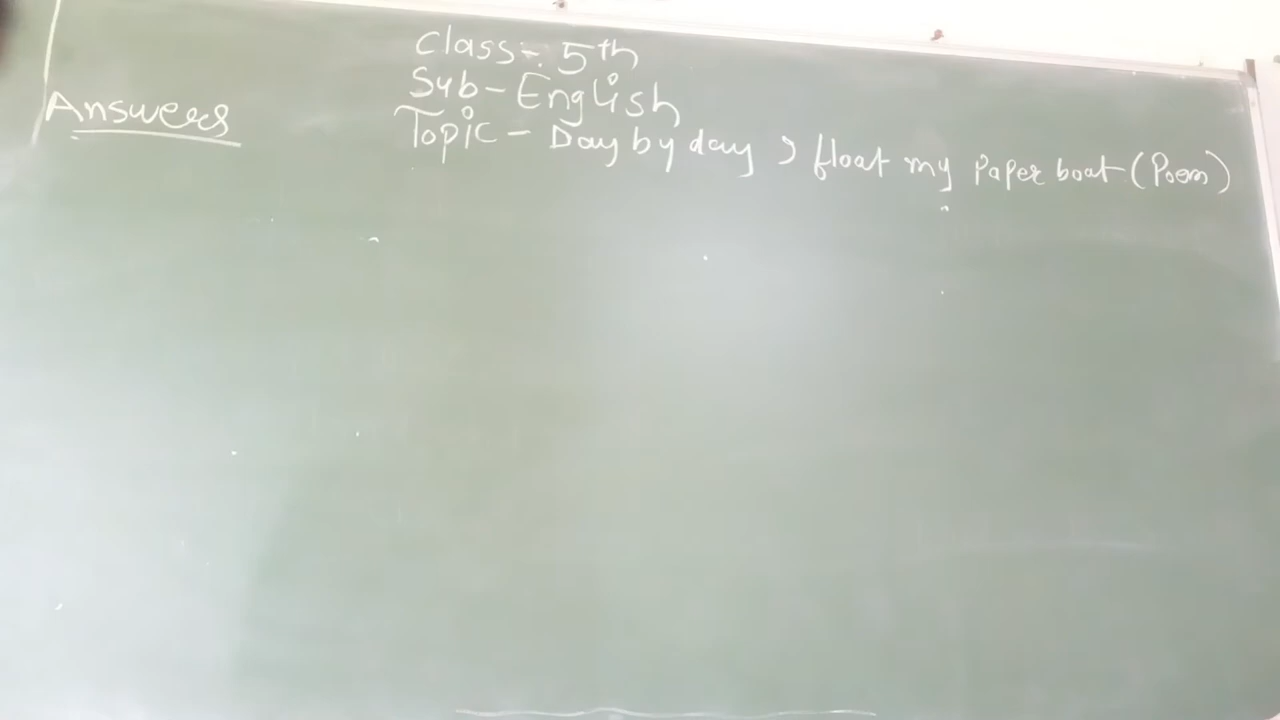 Class:- 5th
Sub- English
Answers
Topic - Day by day I float my Paper boat (Poem)